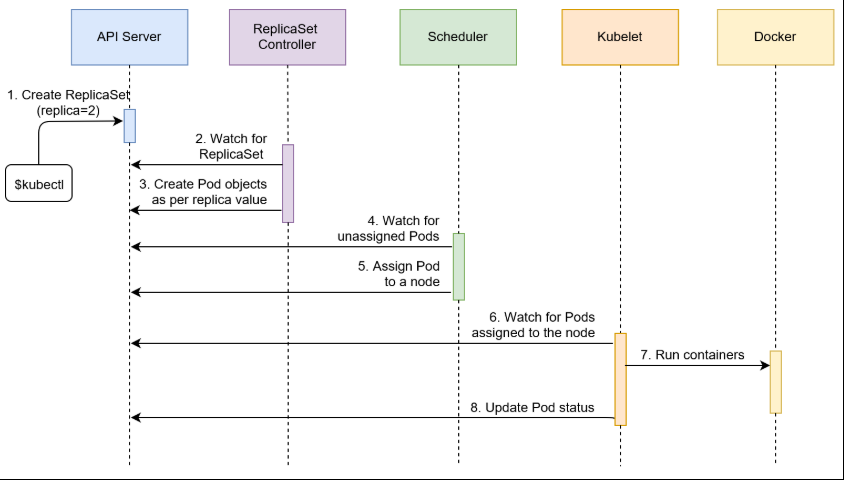 API Server
ReplicaSet
Controller
Scheduler
Kubelet
Docker
1. Create ReplicaSet
(replica=2)
$kubectl
2. Watch for
ReplicaSet
3. Create Pod objects
as per replica value
4. Watch for
unassigned Pods
5. Assign Pod
to a node
6. Watch for Pods
assigned to the node
7. Run containers
8. Update Pod status